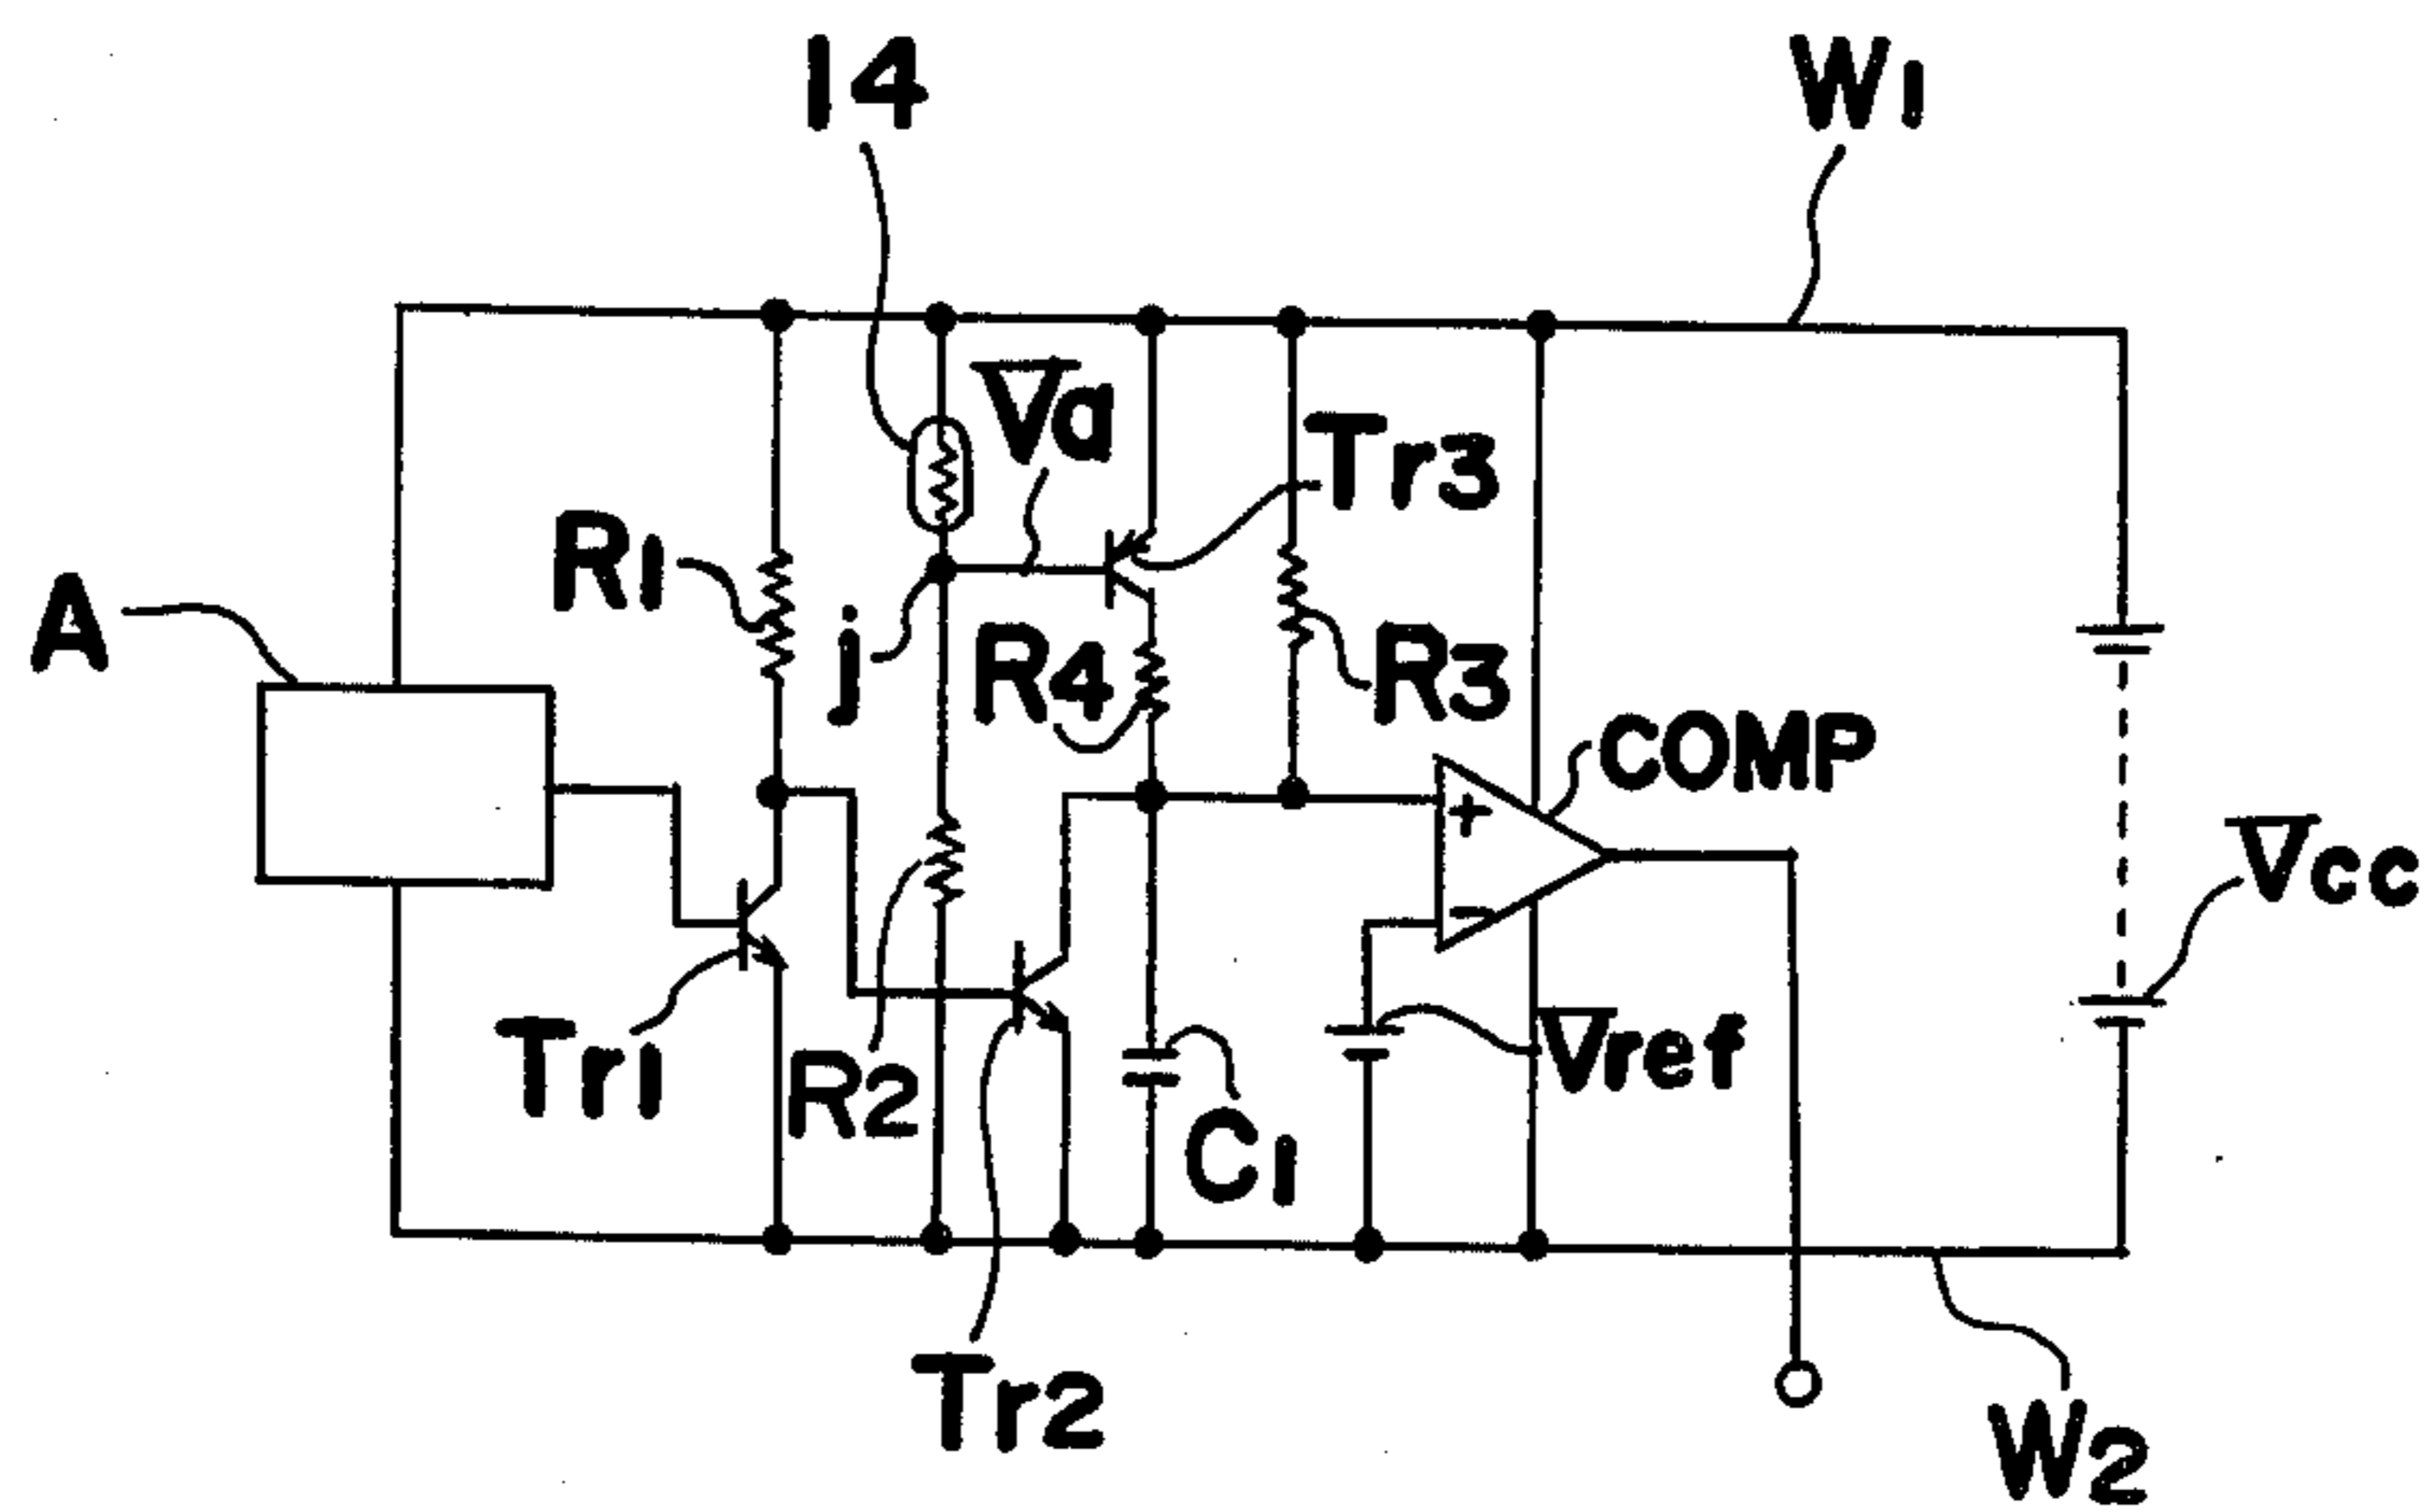 14
W1
Va
Tr3
R1
A
j
R4
R3
COMP
+
Vcc
−
Tr1
R2
Vref
C1
Tr2
W2